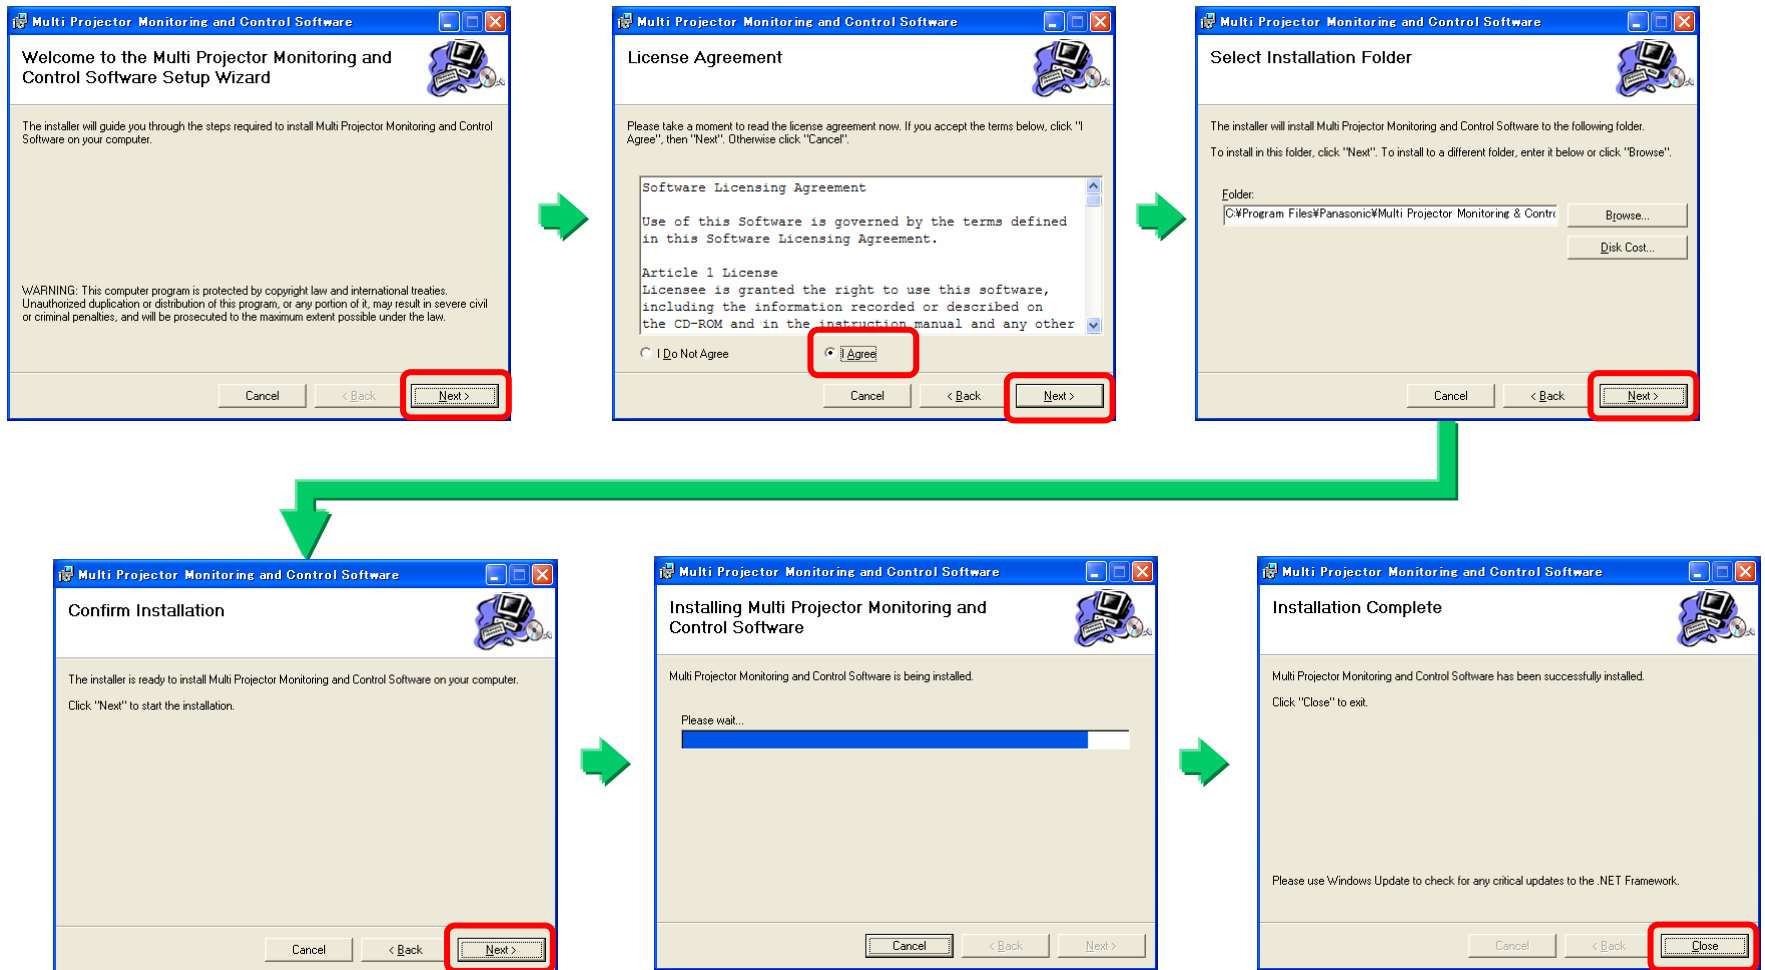 Multi Projector Monitoring and Control Software
Welcome to the Multi Projector Monitoring and
Control Software Setup Wizard
The installer will guide you through the steps required to install Multi Projector Monitoring and Control
Software on your computer.
WARNING: This computer program is protected by copyright law and international treaties.
Unauthorized duplication or distribution of this program, or any portion of it, may result in severe civil
or criminal penalties, and will be prosecuted to the maximum extent possible under the law.
Cancel
< Back
Next >
Multi Projector Monitoring and Control Software
License Agreement
Please take a moment to read the license agreement now. If you accept the terms below, click "I
Agree", then "Next". Otherwise click "Cancel".
Software Licensing Agreement
Use of this Software is governed by the terms defined
in this Software Licensing Agreement.
Article 1 License
Licensee is granted the right to use this software,
including the information recorded or described on
the CD-ROM and in the instruction manual and any other
I Do Not Agree
I Agree
Cancel
< Back
Next >
Multi Projector Monitoring and Control Software
Select Installation Folder
The installer will install Multi Projector Monitoring and Control Software to the following folder.
To install in this folder, click "Next". To install to a different folder, enter it below or click "Browse".
Folder:
C:¥Program Files¥Panasonic¥Multi Projector Monitoring & Contro
Browse...
Disk Cost...
Cancel
< Back
Next >
Multi Projector Monitoring and Control Software
Confirm Installation
The installer is ready to install Multi Projector Monitoring and Control Software on your computer.
Click "Next" to start the installation.
Cancel
< Back
Next >
Multi Projector Monitoring and Control Software
Installing Multi Projector Monitoring and
Control Software
Multi Projector Monitoring and Control Software is being installed.
Please wait...
Cancel
< Back
Next >
Multi Projector Monitoring and Control Software
Installation Complete
Multi Projector Monitoring and Control Software has been successfully installed.
Click "Close" to exit.
Please use Windows Update to check for any critical updates to the .NET Framework.
Cancel
< Back
Close